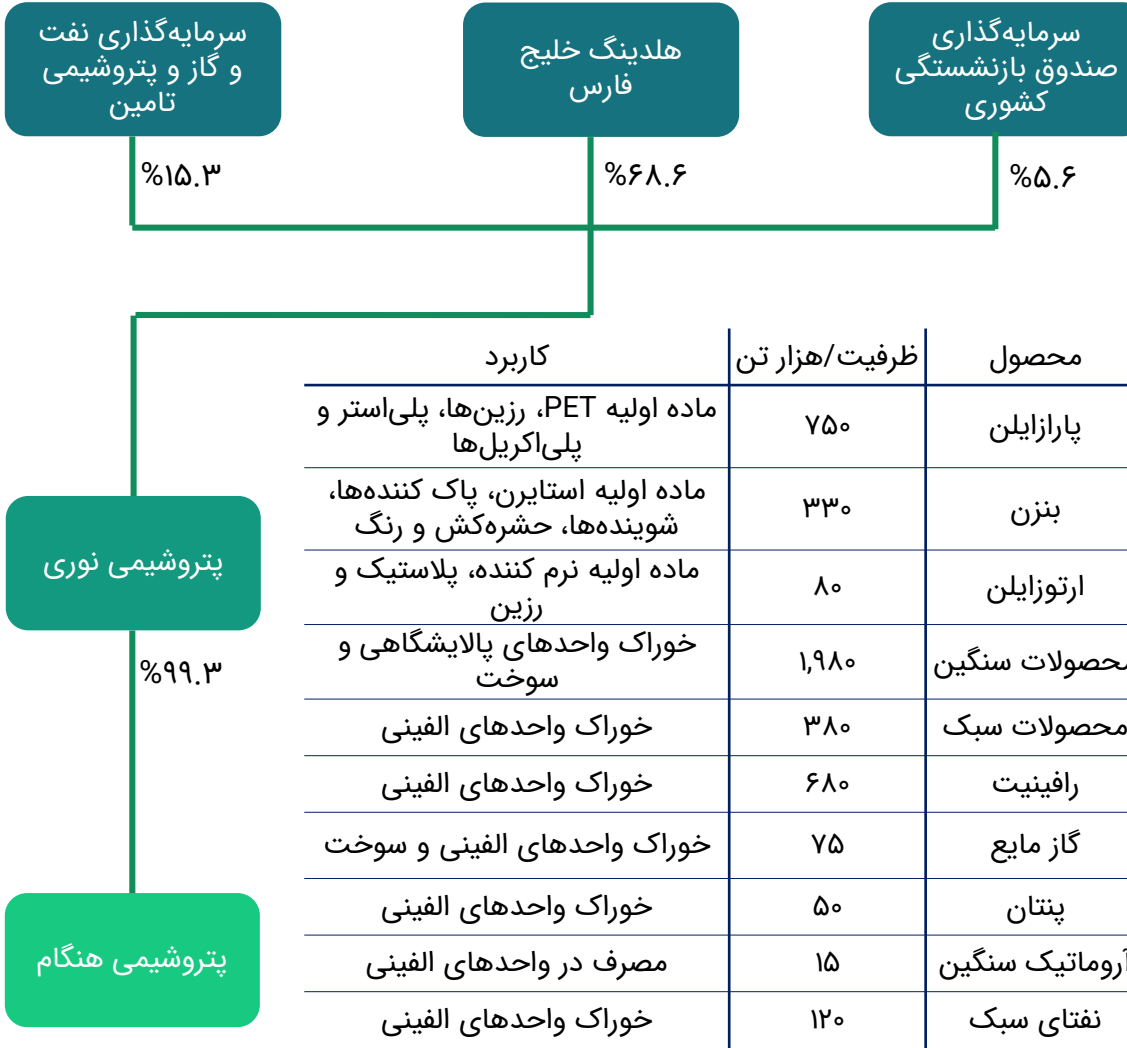 سرمایه‌گذاری
صندوق بازنشستگی
کشوری
هلدینگ خلیج
فارس
سرمایه‌گذاری نفت
و گاز و پتروشیمی
تامین
%۵.۶
%۶۸.۶
%۱۵.۳
محصول ظرفیت/هزار تن کاربرد
پارازایلن ۷۵۰ ماده اولیه PET، رزین‌ها، پلی‌استر و
پلی‌اکریل‌ها
بنزن ۳۳۰ ماده اولیه استایرن، پاک کننده‌ها،
شوینده‌ها، حشره‌کش و رنگ
ارتوزایلن ۸۰ ماده اولیه نرم کننده، پلاستیک و
رزین
محصولات سنگین ۱,۹۸۰ خوراک واحدهای پالایشگاهی و
سوخت
محصولات سبک ۳۸۰ خوراک واحدهای الفینی
رافینیت ۶۸۰ خوراک واحدهای الفینی
گاز مایع ۷۵ خوراک واحدهای الفینی و سوخت
پنتان ۵۰ خوراک واحدهای الفینی
آروماتیک سنگین ۱۵ مصرف در واحدهای الفینی
نفتای سبک ۱۲۰ خوراک واحدهای الفینی
پتروشیمی نوری
%۹۹.۳
پتروشیمی هنگام